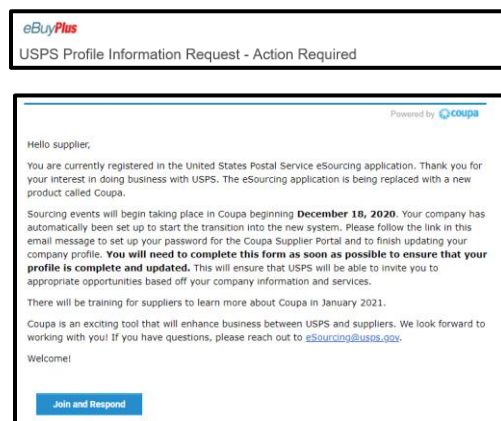 eBuyPlus
USPS Profile Information Request - Action Required
Powered by coupa
Hello supplier,
You are currently registered in the United States Postal Service eSourcing application. Thank you for
your interest in doing business with USPS. The eSourcing application is being replaced with a new
product called Coupa.
Sourcing events will begin taking place in Coupa beginning December 18, 2020. Your company has
automatically been set up to start the transition into the new system. Please follow the link in this
email message to set up your password for the Coupa Supplier Portal and to finish updating your
company profile. You will need to complete this form as soon as possible to ensure that your
profile is complete and updated. This will ensure that USPS will be able to invite you to
appropriate opportunities based off your company information and services.
There will be training for suppliers to learn more about Coupa in January 2021.
Coupa is an exciting tool that will enhance business between USPS and suppliers. We look forward to
working with you! If you have questions, please reach out to eSourcing@usps.gov.
Welcome!
Join and Respond